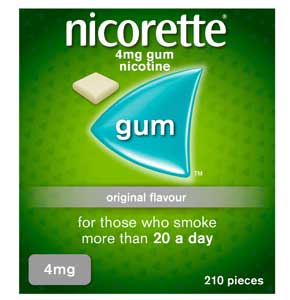 nicorette®
4mg gum
nicotine
gum
TM
original flavour
for those who smoke
more than 20 a day
4mg
210 pieces